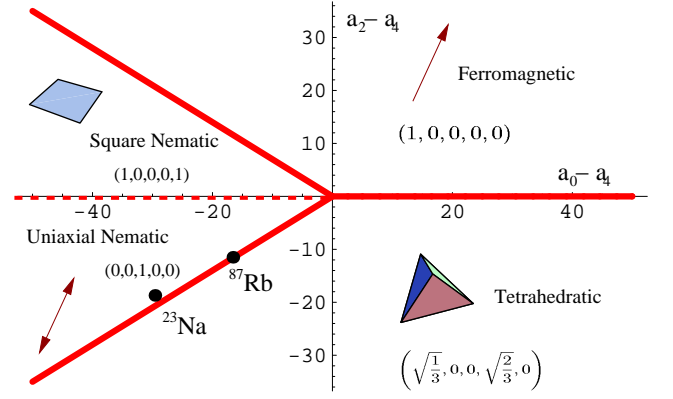 a₂− a₄
30
Ferromagnetic
20
(1, 0, 0, 0, 0)
10
Square Nematic
(1,0,0,0,1)
a₀− a₄
-40 -20 20 40
Uniaxial Nematic
-10
(0,0,1,0,0)
⁸⁷Rb
-20
Tetrahedratic
²³Na
-30
(√(1/3), 0, 0, √(2/3), 0)